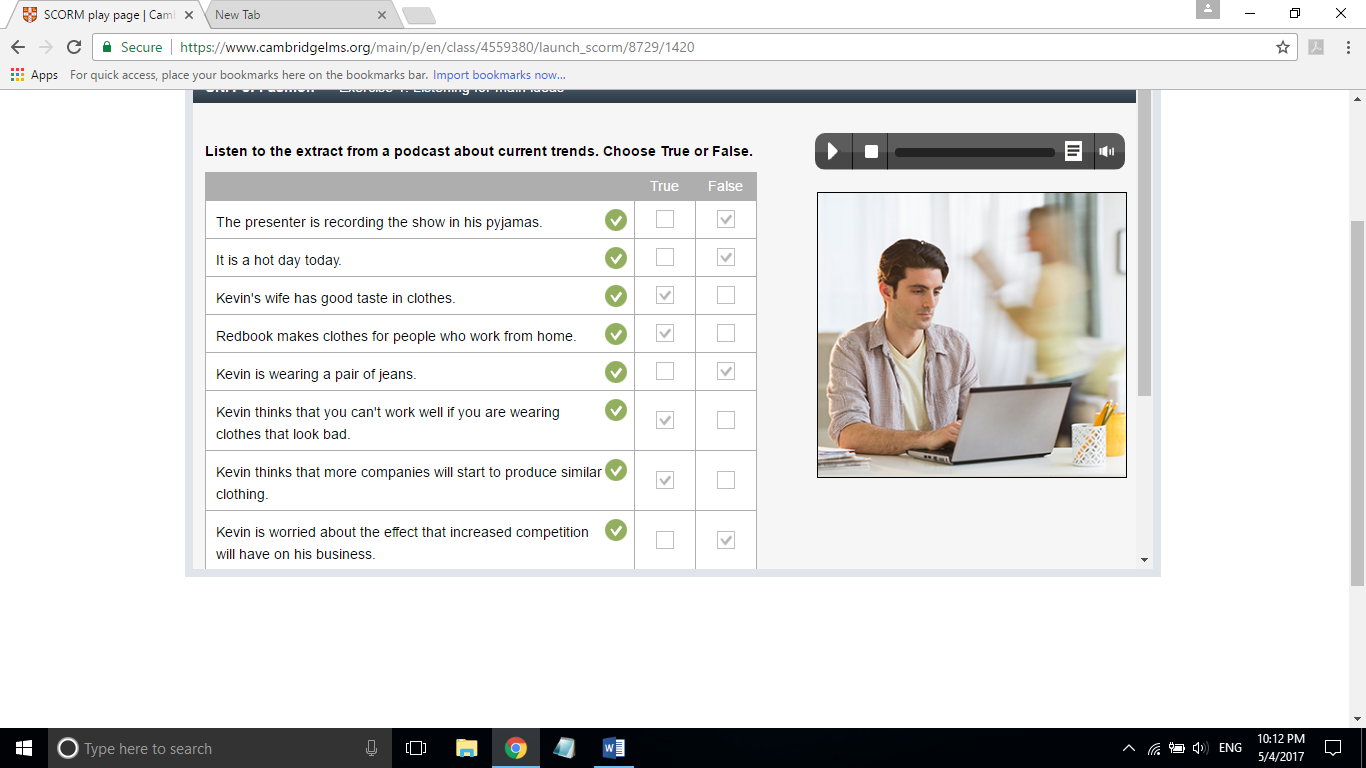 SCORM play page | Cam
New Tab
Secure
https://www.cambridgelms.org/main/p/en/class/4559380/launch_scorm/8729/1420
Apps For quick access, place your bookmarks here on the bookmarks bar. Import bookmarks now...
Exercise 1: Listening for main ideas
Listen to the extract from a podcast about current trends. Choose True or False.
True False
The presenter is recording the show in his pyjamas.
It is a hot day today.
Kevin's wife has good taste in clothes.
Redbook makes clothes for people who work from home.
Kevin is wearing a pair of jeans.
Kevin thinks that you can't work well if you are wearing
clothes that look bad.
Kevin thinks that more companies will start to produce similar
clothing.
Kevin is worried about the effect that increased competition
will have on his business.
Type here to search
ENG
10:12 PM
5/4/2017